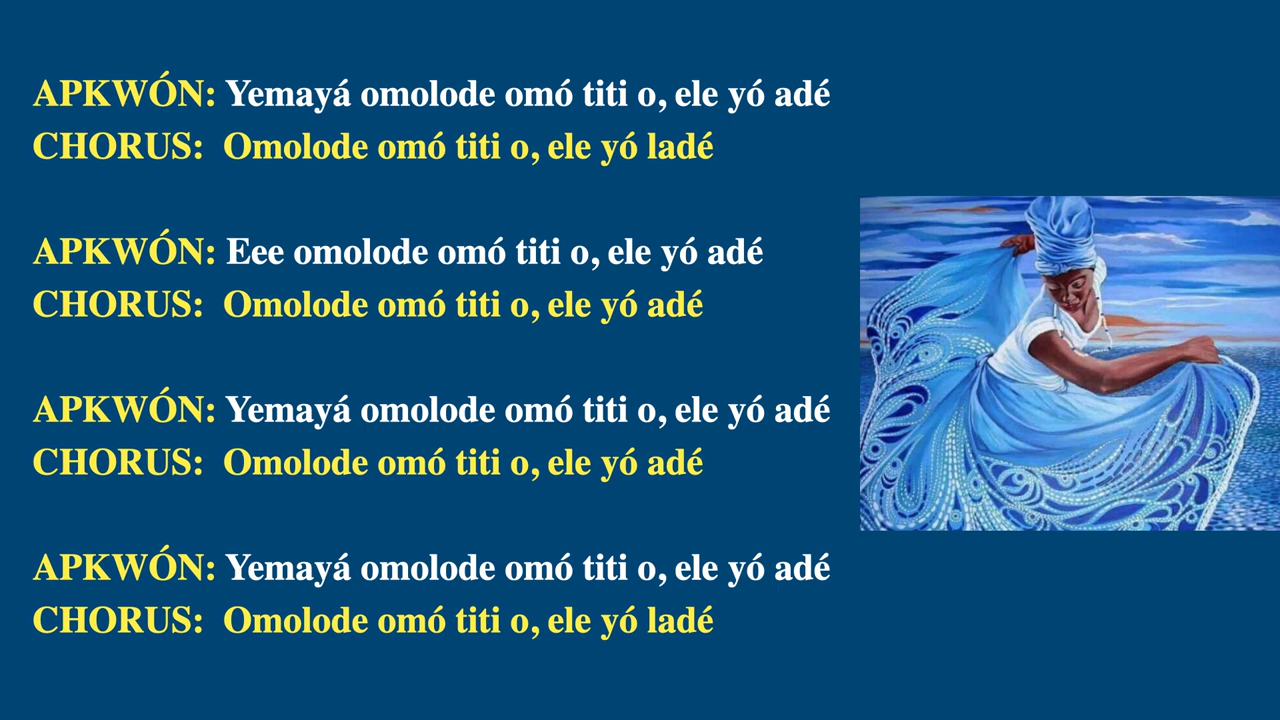 APKWÓN: Yemayá omolode omó titi o, ele yó adé
CHORUS: Omolode omó titi o, ele yó ladé
APKWÓN: Eee omolode omó titi o, ele yó adé
CHORUS: Omolode omó titi o, ele yó adé
APKWÓN: Yemayá omolode omó titi o, ele yó adé
CHORUS: Omolode omó titi o, ele yó adé
APKWÓN: Yemayá omolode omó titi o, ele yó adé
CHORUS: Omolode omó titi o, ele yó ladé